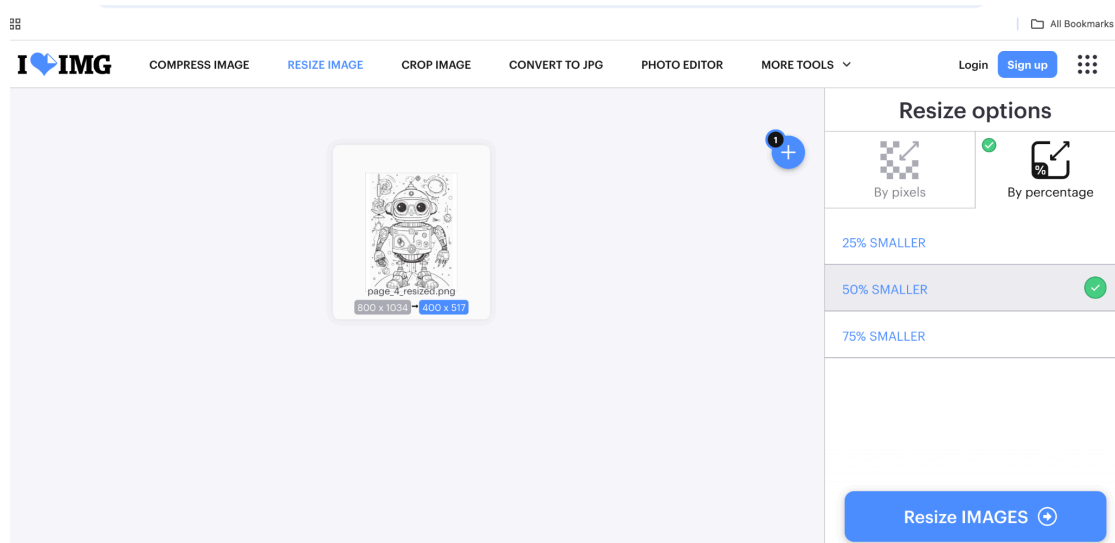 All Bookmarks
I IMG
COMPRESS IMAGE
RESIZE IMAGE
CROP IMAGE
CONVERT TO JPG
PHOTO EDITOR
MORE TOOLS
Login
Sign up
1
page_4_resized.png
800 x 1034
400 x 517
Resize options
By pixels
%
By percentage
25% SMALLER
50% SMALLER
75% SMALLER
Resize IMAGES